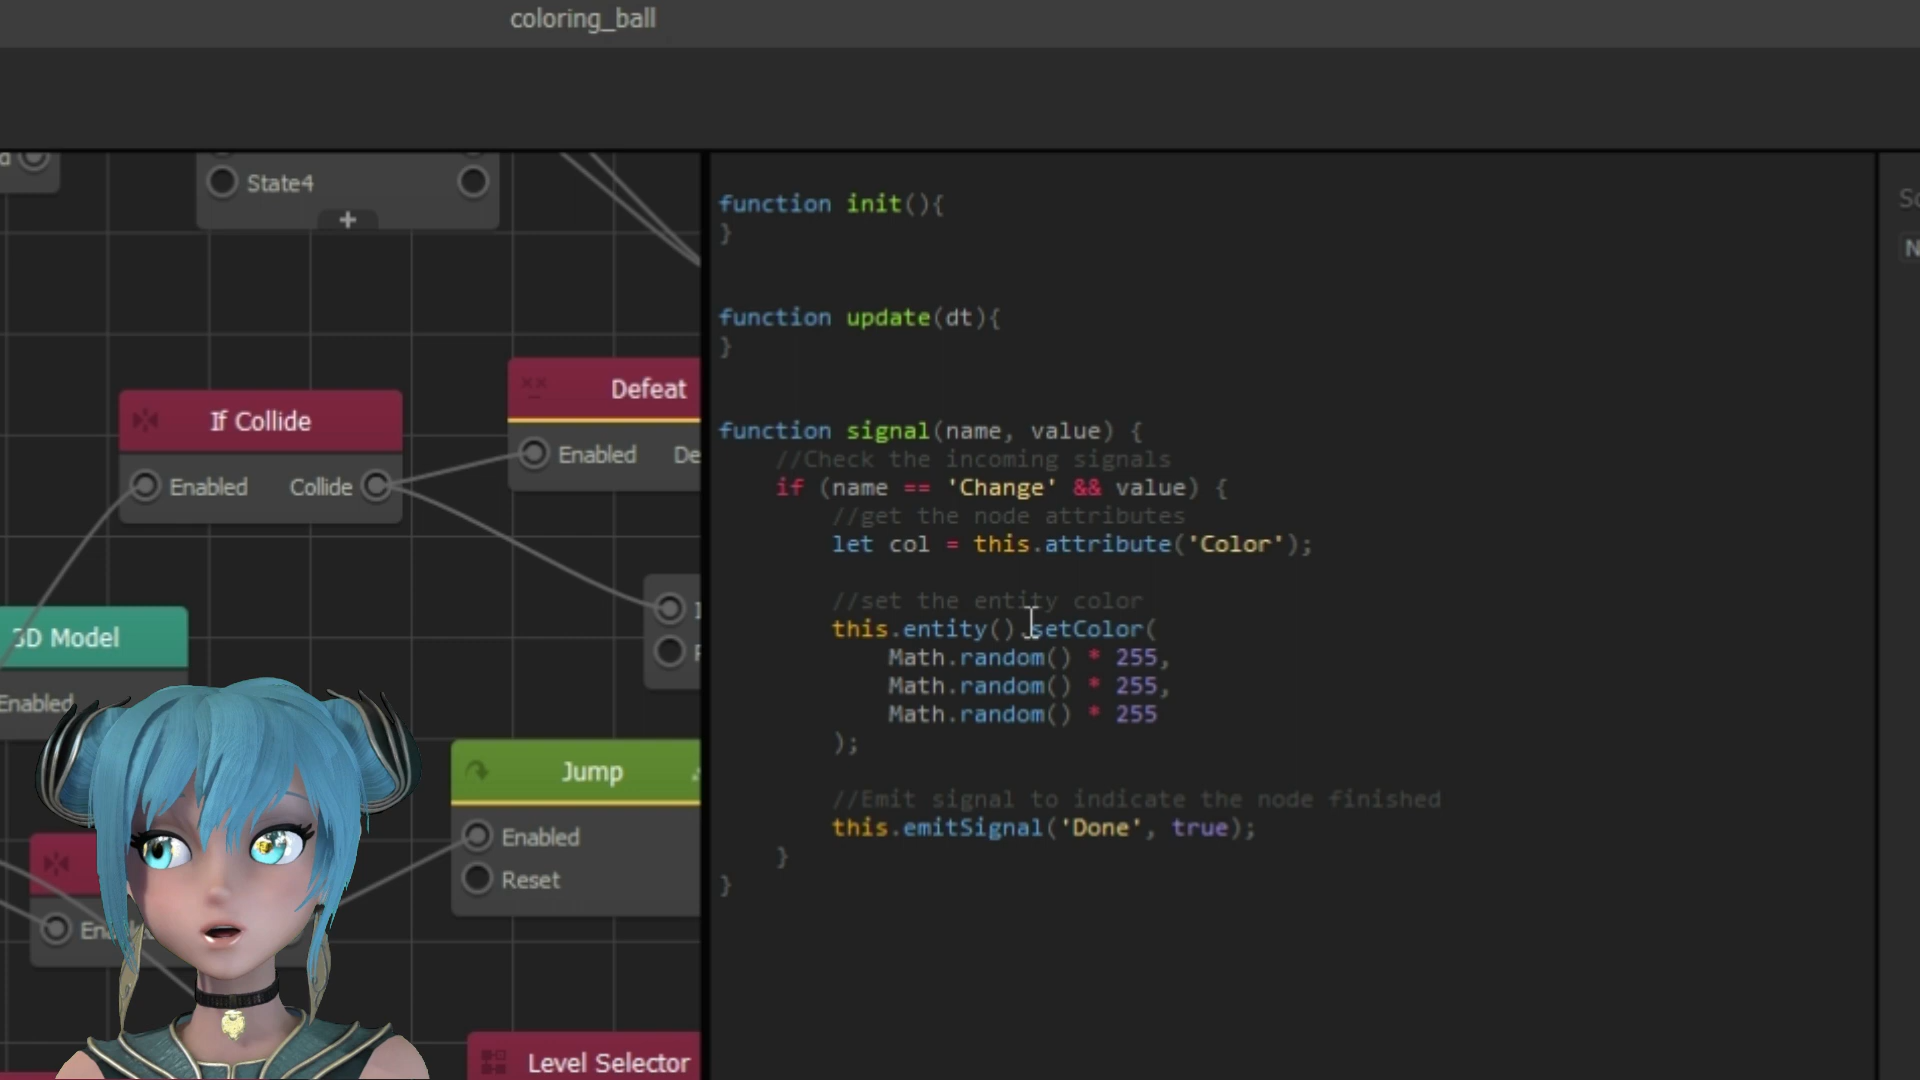 coloring_ball
State4
+
If Collide
Enabled
Collide
Defeat
Enabled
De
3D Model
Enabled
Jump
Enabled
Reset
Level Selector
function init(){
}
function update(dt){
}
function signal(name, value) {
//Check the incoming signals
if (name == 'Change' && value) {
//get the node attributes
let col = this.attribute('Color');
//set the entity color
this.entity().setColor(
Math.random() * 255,
Math.random() * 255,
Math.random() * 255
);
//Emit signal to indicate the node finished
this.emitSignal('Done', true);
}
}